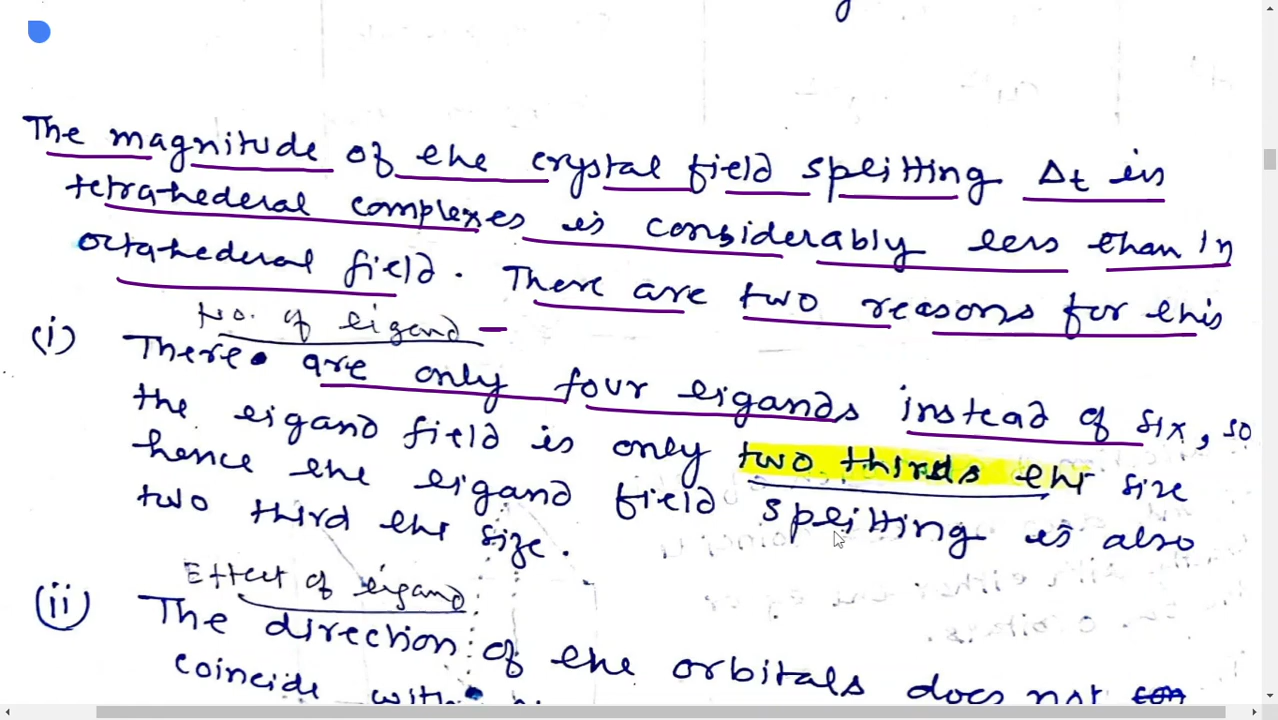 The magnitude of the crystal field splitting Δt in
tetrahederal complexes is considerably less than in
octahederal field. There are two reasons for this
No. of ligand -
(i) There are only four ligands instead of six, so
the ligand field is only two thirds the size
hence the ligand field splitting is also
two third the size.
Effect of ligand
(ii) The direction of the orbitals does not
coincide with